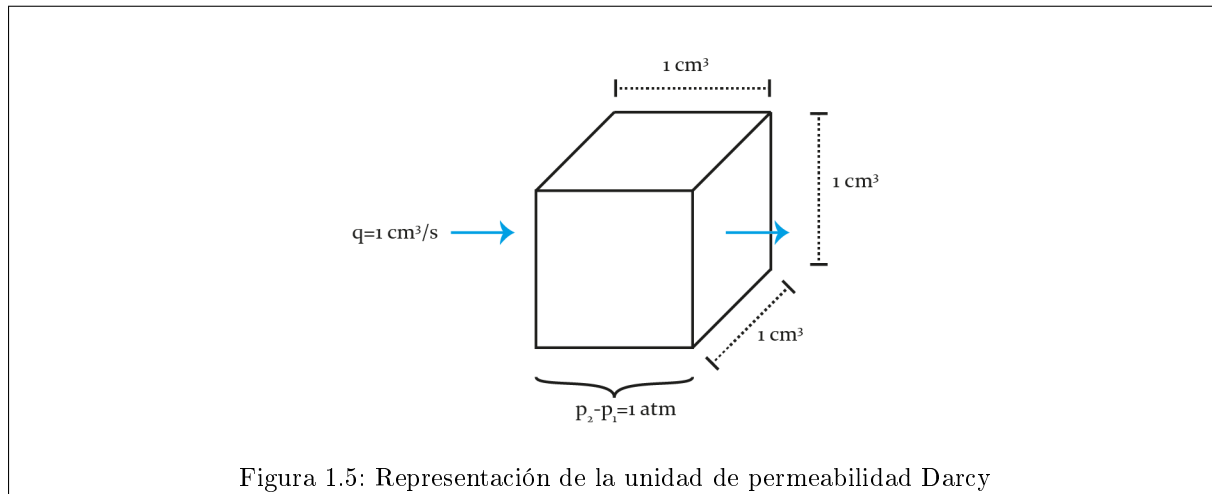 1 cm³
1 cm³
q=1 cm³/s
1 cm³
p₂-p₁=1 atm
Figura 1.5: Representación de la unidad de permeabilidad Darcy